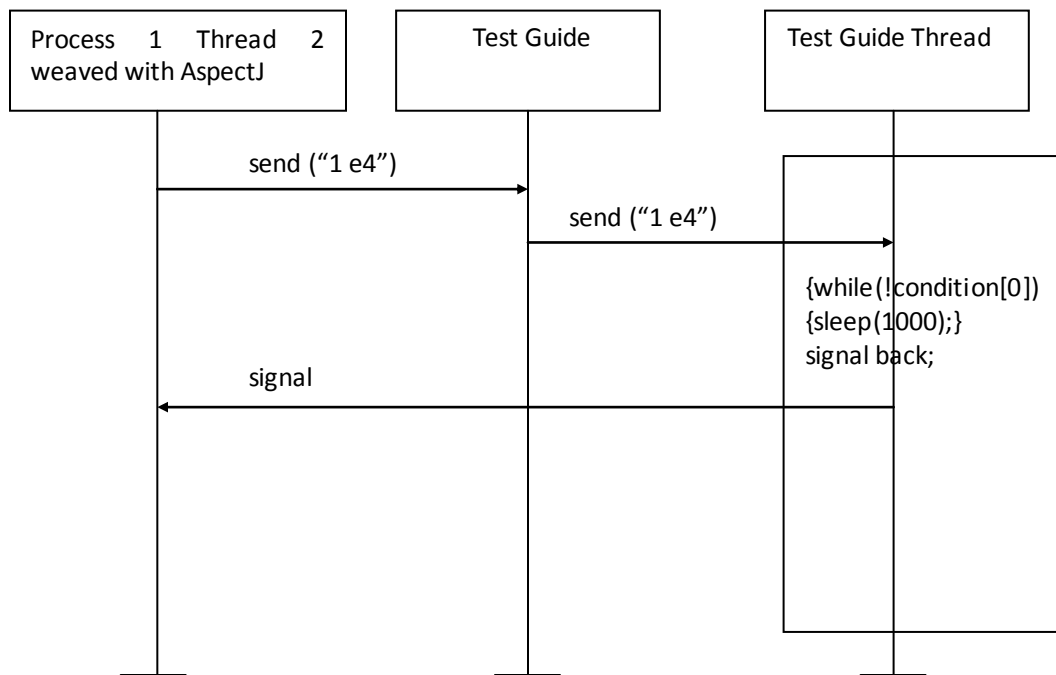 Process 1 Thread 2
weaved with AspectJ
Test Guide
Test Guide Thread
send (“1 e4”)
send (“1 e4”)
{while(!condition[0])
{sleep(1000);}
signal back;
signal